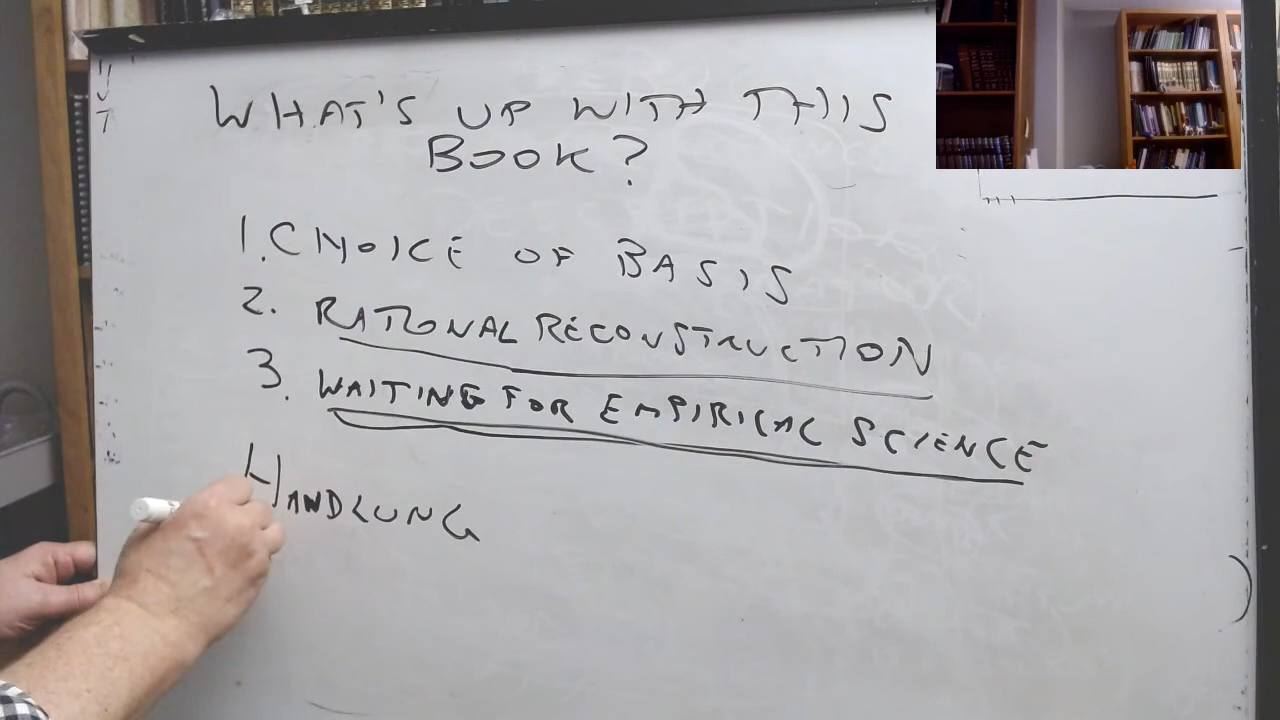 WHAT'S UP WITH THIS
BOOK?
1. CHOICE OF BASIS
2. RATIONAL RECONSTRUCTION
3. WAITING FOR EMPIRICAL SCIENCE
HANDLUNG